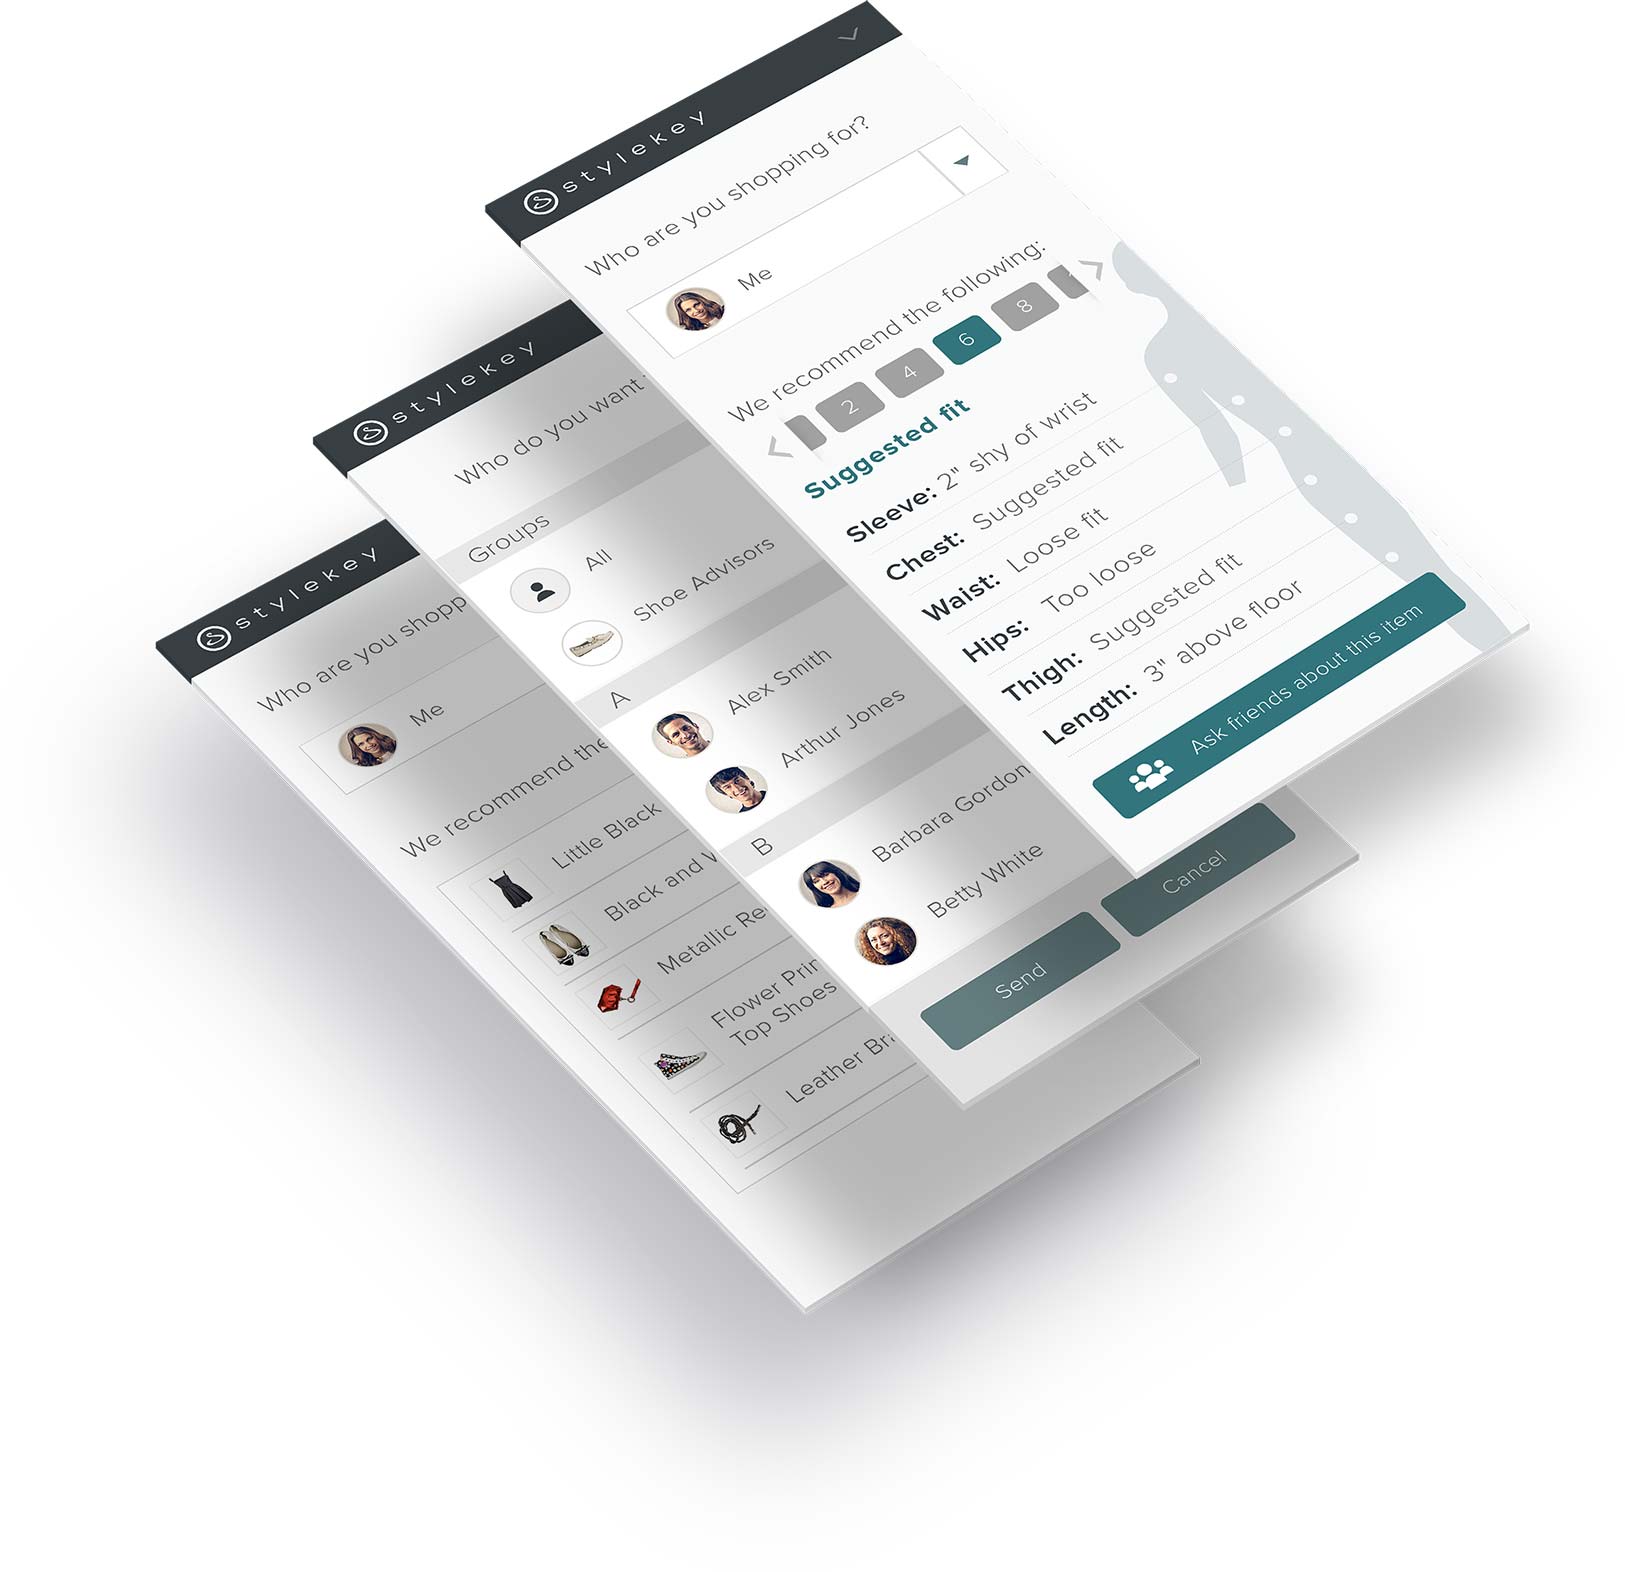 stylekey
Who are you shopping for?
Me
We recommend the following:
2 4 6 8
Suggested fit
Sleeve: 2" shy of wrist
Chest: Suggested fit
Waist: Loose fit
Hips: Too loose
Thigh: Suggested fit
Length: 3" above floor
Ask friends about this item
stylekey
Who do you want
Groups
All
Shoe Advisors
A
Alex Smith
Arthur Jones
B
Barbara Gordon
Betty White
Send Cancel
stylekey
Who are you shopp
Me
We recommend the
Little Black
Black and
Metallic Re
Flower Prin
Top Shoes
Leather Br